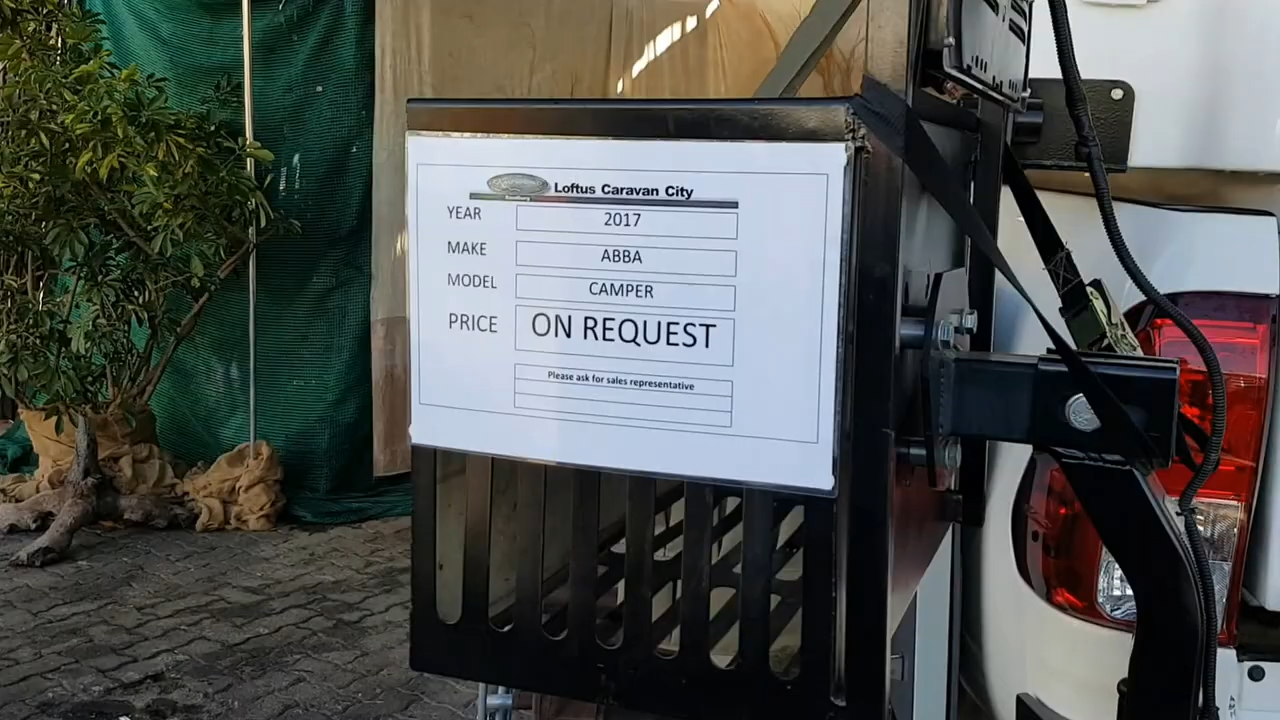 Loftus Caravan City
YEAR 2017
MAKE ABBA
MODEL CAMPER
PRICE ON REQUEST
Please ask for sales representative